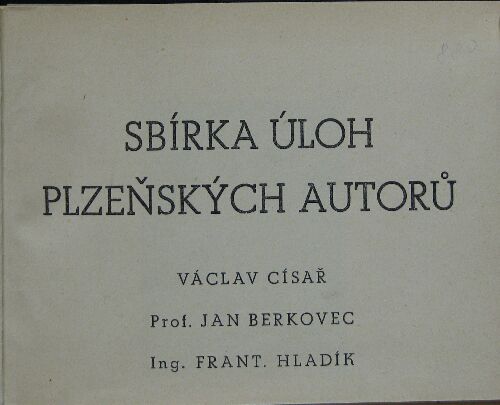 SBÍRKA ÚLOH
PLZEŇSKÝCH AUTORŮ
VÁCLAV CÍSAŘ
Prof. JAN BERKOVEC
Ing. FRANT. HLADÍK